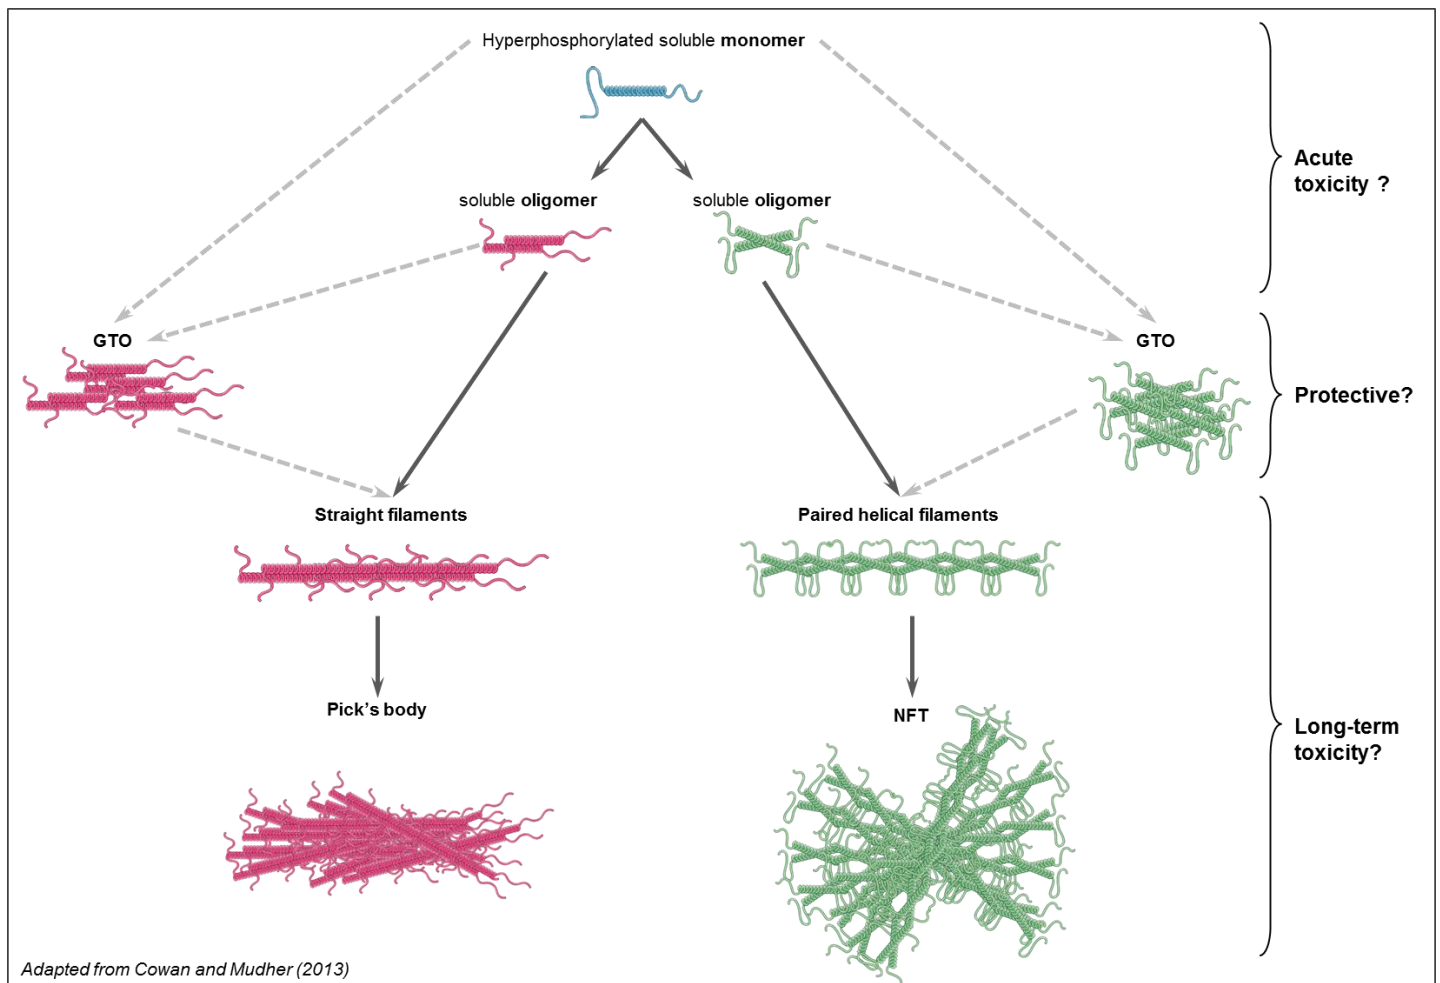 Hyperphosphorylated soluble monomer
soluble oligomer
soluble oligomer
Acute
toxicity ?
GTO
GTO
Protective?
Straight filaments
Paired helical filaments
Pick's body
NFT
Long-term
toxicity?
Adapted from Cowan and Mudher (2013)